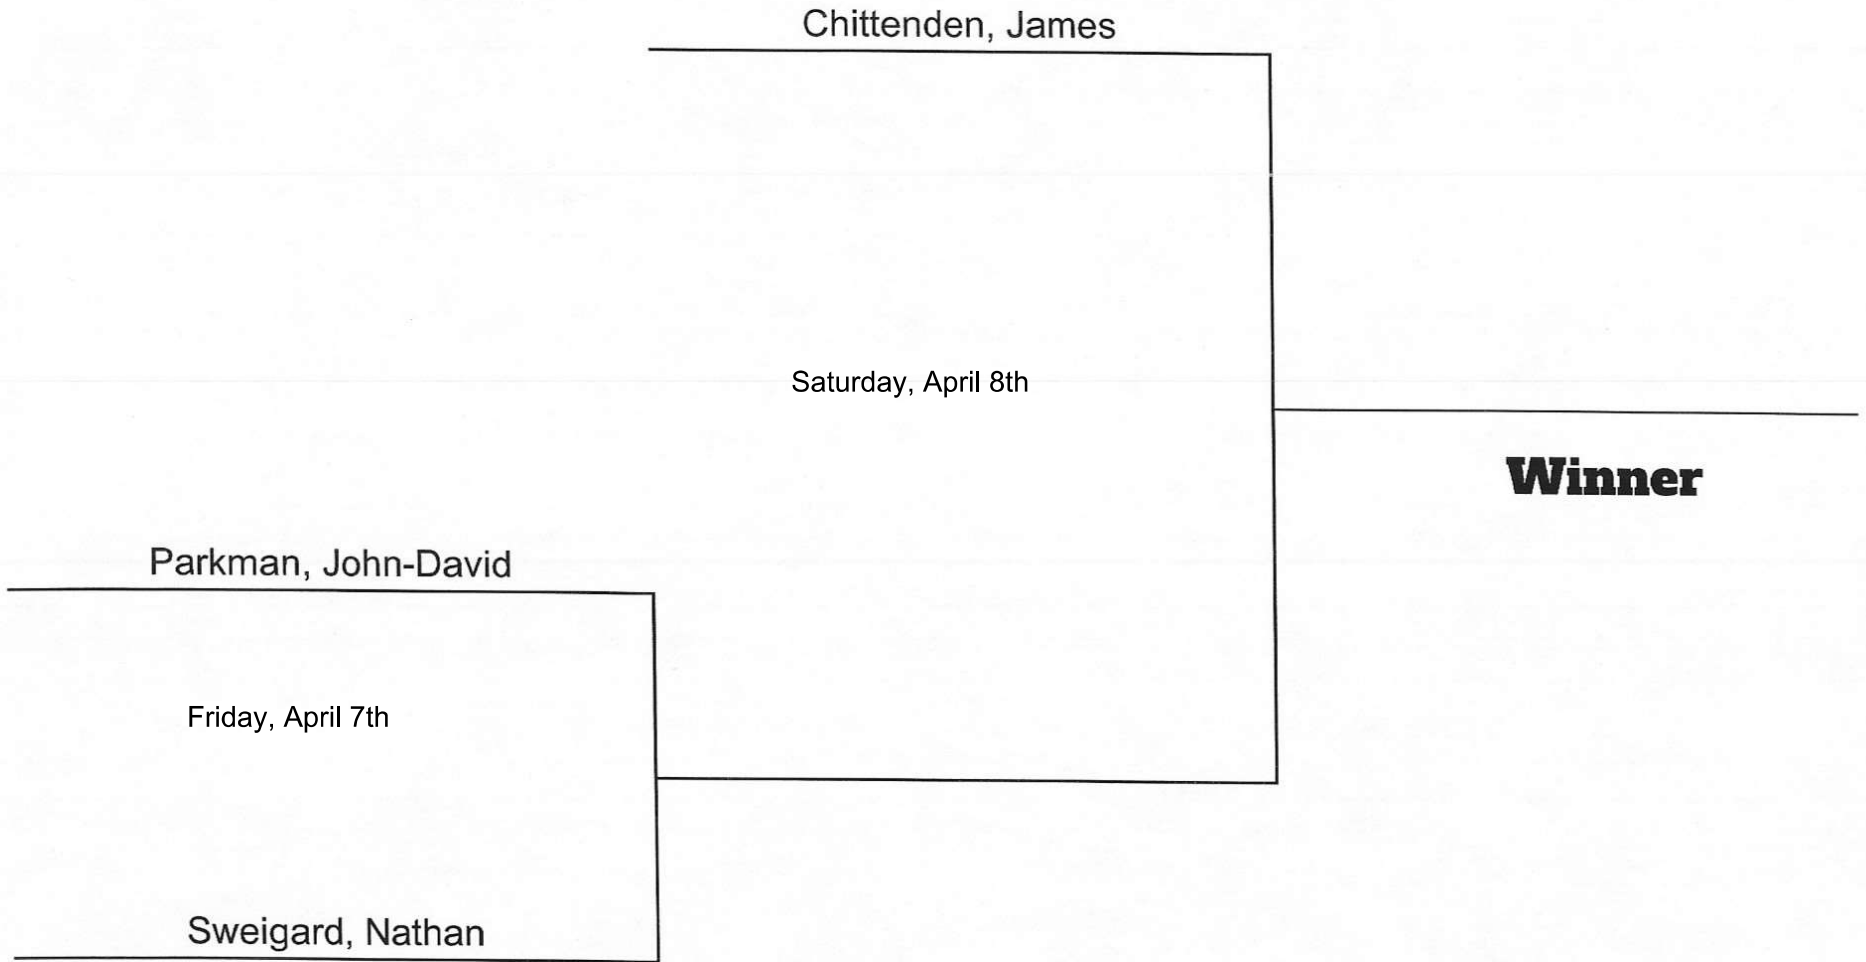 Chittenden, James
Saturday, April 8th
Winner
Parkman, John-David
Friday, April 7th
Sweigard, Nathan